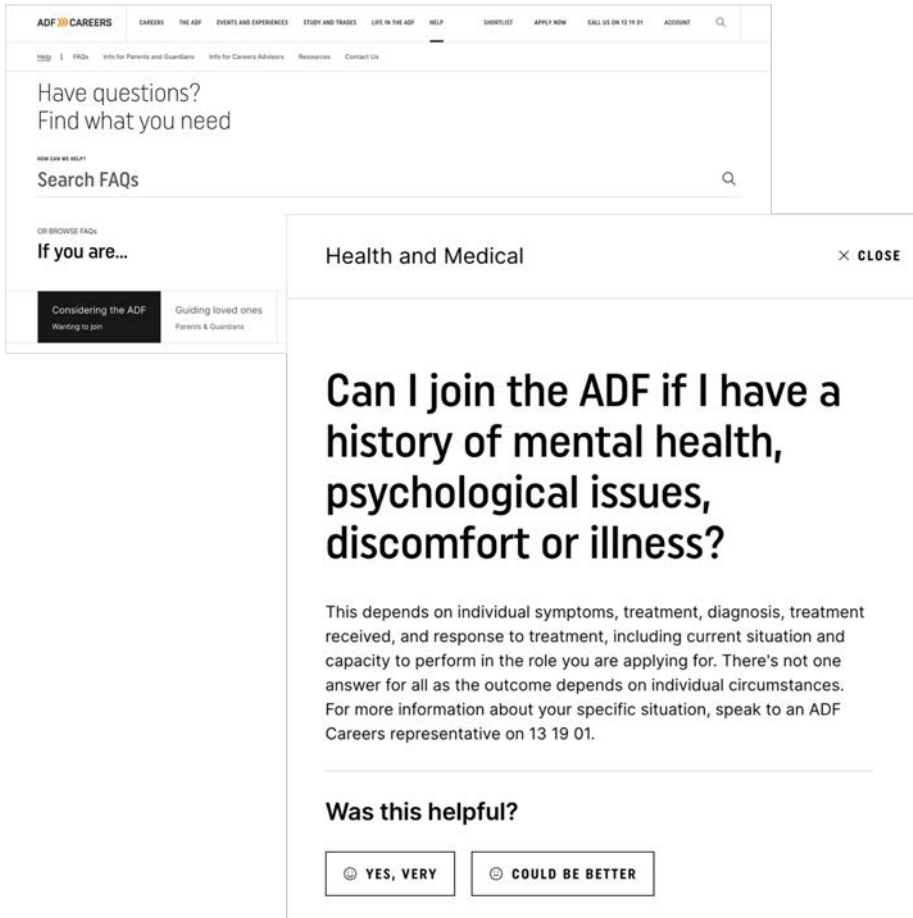 ADF CAREERS
CAREERS THE ADF EVENTS AND EXPERIENCES STUDY AND TRADES LIFE IN THE ADF HELP SHORTLIST APPLY NOW CALL US ON 13 19 01 ACCOUNT
Help | FAQs Info for Parents and Guardians Info for Careers Advisors Resources Contact Us
Have questions?
Find what you need
HOW CAN WE HELP?
Search FAQs
OR BROWSE FAQs
If you are...
Considering the ADF
Wanting to join
Guiding loved ones
Parents & Guardians
Health and Medical
× CLOSE
Can I join the ADF if I have a
history of mental health,
psychological issues,
discomfort or illness?
This depends on individual symptoms, treatment, diagnosis, treatment
received, and response to treatment, including current situation and
capacity to perform in the role you are applying for. There's not one
answer for all as the outcome depends on individual circumstances.
For more information about your specific situation, speak to an ADF
Careers representative on 13 19 01.
Was this helpful?
YES, VERY
COULD BE BETTER